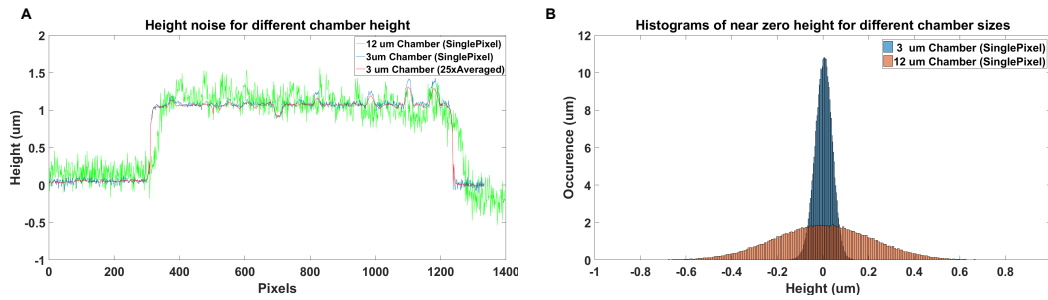 A
Height noise for different chamber height
12 um Chamber (SinglePixel)
3um Chamber (SinglePixel)
3 um Chamber (25xAveraged)
2
1.5
1
0.5
0
-0.5
-1
Height (um)
0 200 400 600 800 1000 1200 1400
Pixels
B
Histograms of near zero height for different chamber sizes
3 um Chamber (SinglePixel)
12 um Chamber (SinglePixel)
12
10
8
6
4
2
0
Occurence (um)
-1 -0.8 -0.6 -0.4 -0.2 0 0.2 0.4 0.6 0.8 1
Height (um)